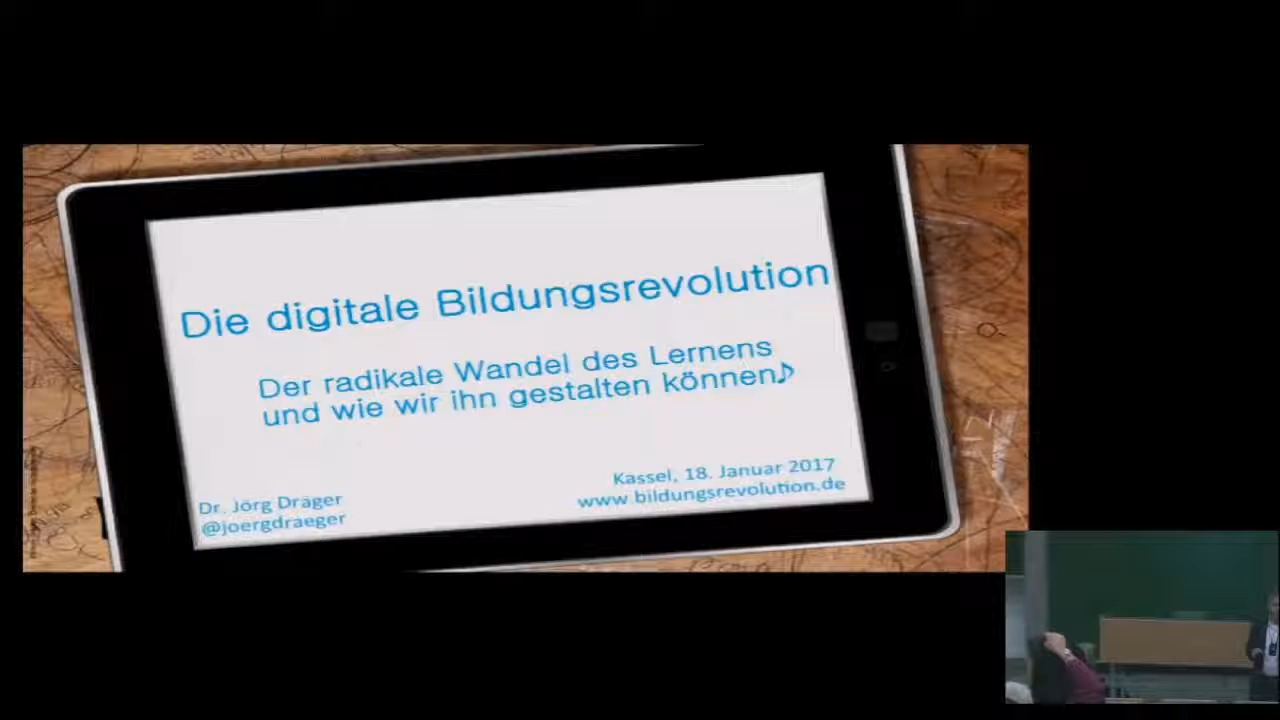 Die digitale Bildungsrevolution
Der radikale Wandel des Lernens
und wie wir ihn gestalten können♪
Kassel, 18. Januar 2017
Dr. Jörg Dräger
www.bildungsrevolution.de
@joergdraeger